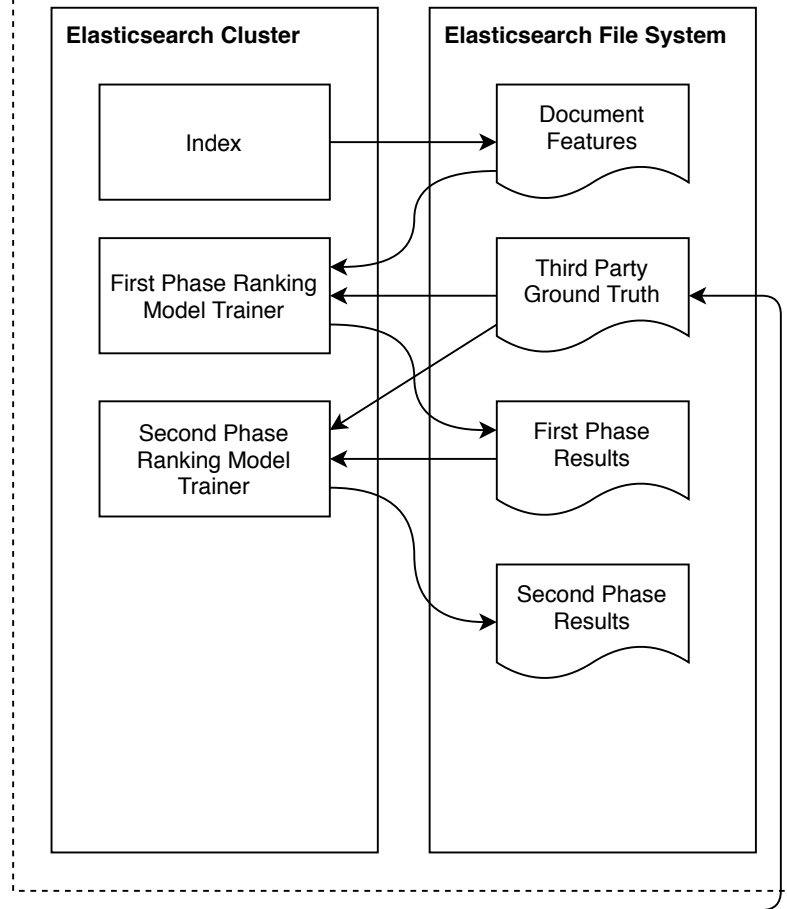 Elasticsearch Cluster
Index
First Phase Ranking
Model Trainer
Second Phase
Ranking Model
Trainer
Elasticsearch File System
Document
Features
Third Party
Ground Truth
First Phase
Results
Second Phase
Results